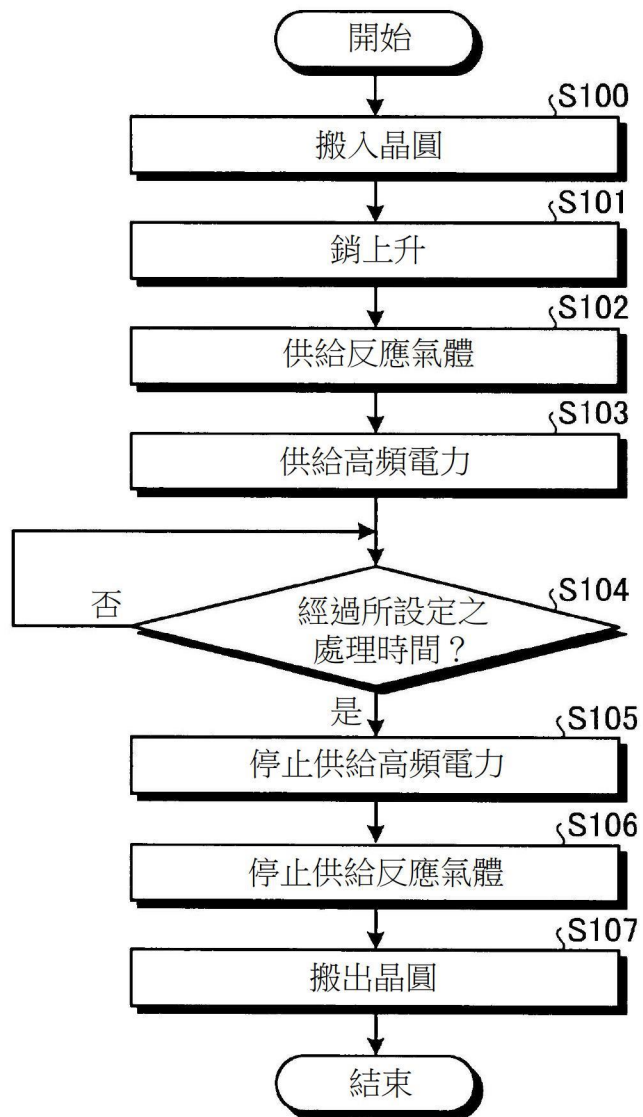 開始
S100
搬入晶圓
S101
銷上升
S102
供給反應氣體
S103
供給高頻電力
S104
經過所設定之
處理時間？
否
是
S105
停止供給高頻電力
S106
停止供給反應氣體
S107
搬出晶圓
結束